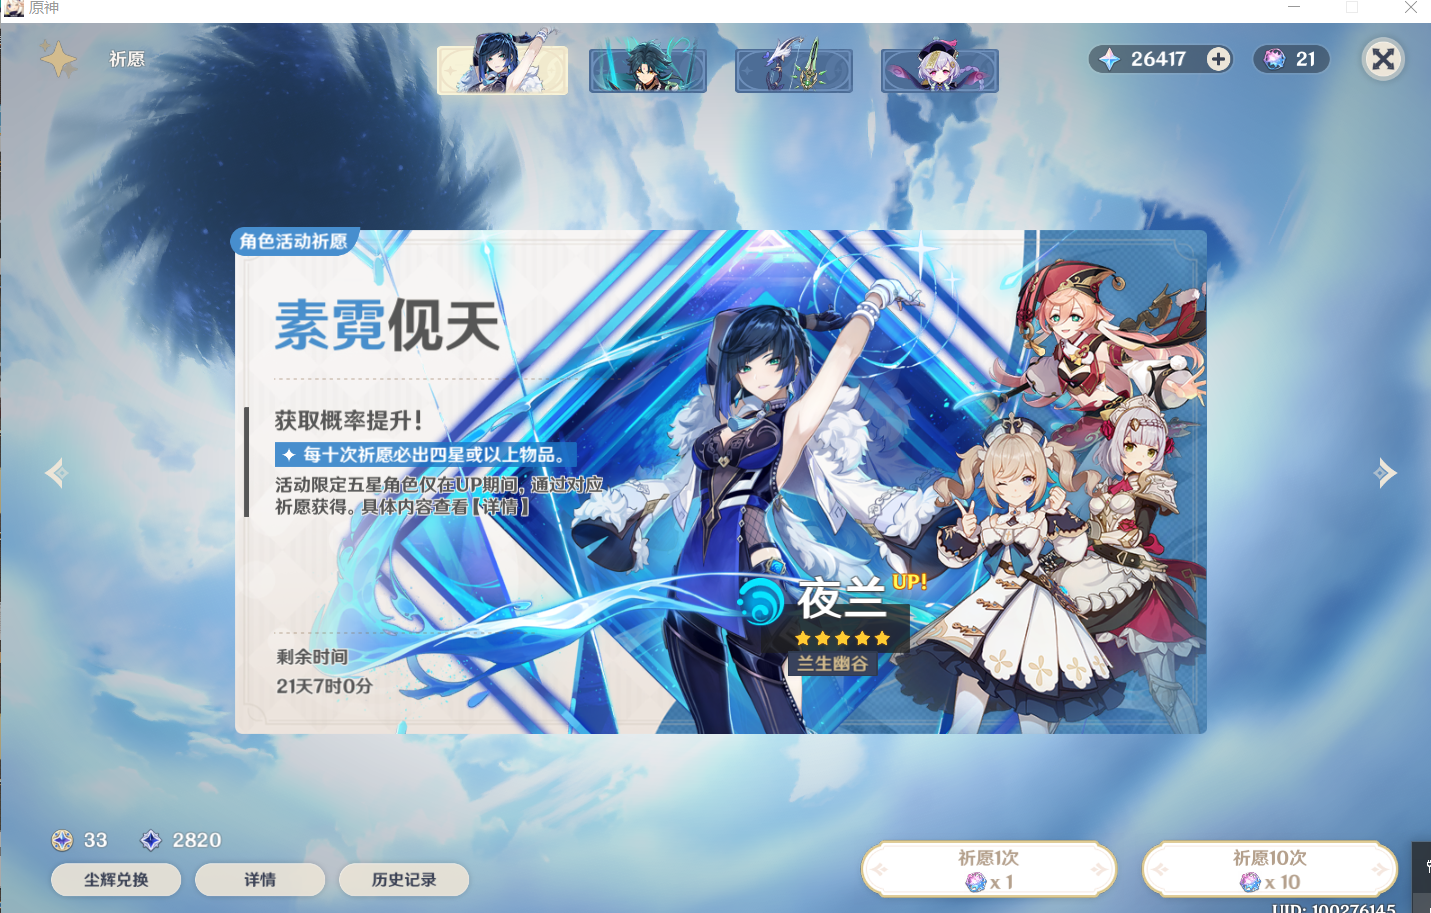 原神
祈愿
26417
21
角色活动祈愿
素霓伣天
获取概率提升！
每十次祈愿必出四星或以上物品。
活动限定五星角色仅在UP期间，通过对应
祈愿获得。具体内容查看【详情】
夜兰 UP!
兰生幽谷
剩余时间
21天7时0分
33 2820
尘辉兑换 详情 历史记录
祈愿1次
x 1
祈愿10次
x 10
UID: 100276145